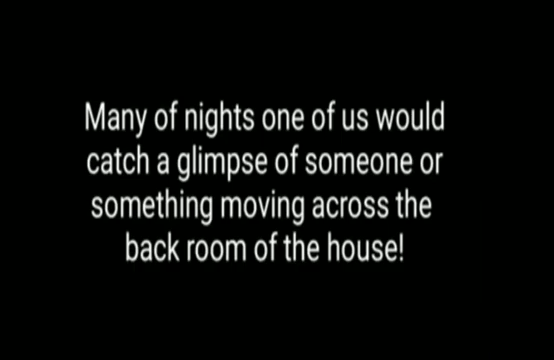 Many of nights one of us would
catch a glimpse of someone or
something moving across the
back room of the house!